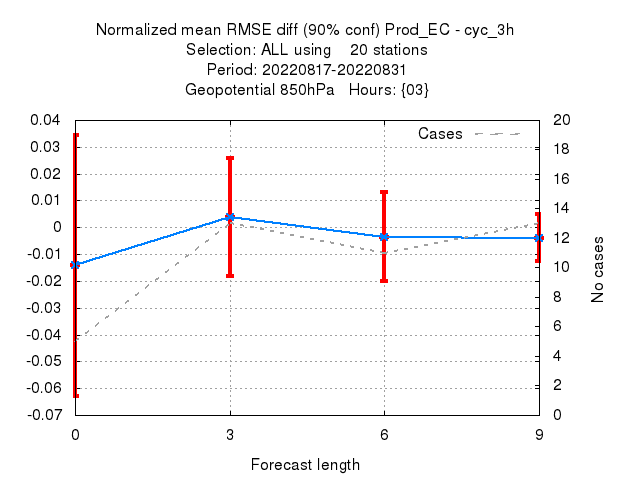 Normalized mean RMSE diff (90% conf) Prod_EC - cyc_3h
Selection: ALL using    20 stations
Period: 20220817-20220831
Geopotential 850hPa   Hours: {03}
Cases
0.04
0.03
0.02
0.01
0
-0.01
-0.02
-0.03
-0.04
-0.05
-0.06
-0.07
20
18
16
14
12
10
8
6
4
2
0
No cases
0 3 6 9
Forecast length